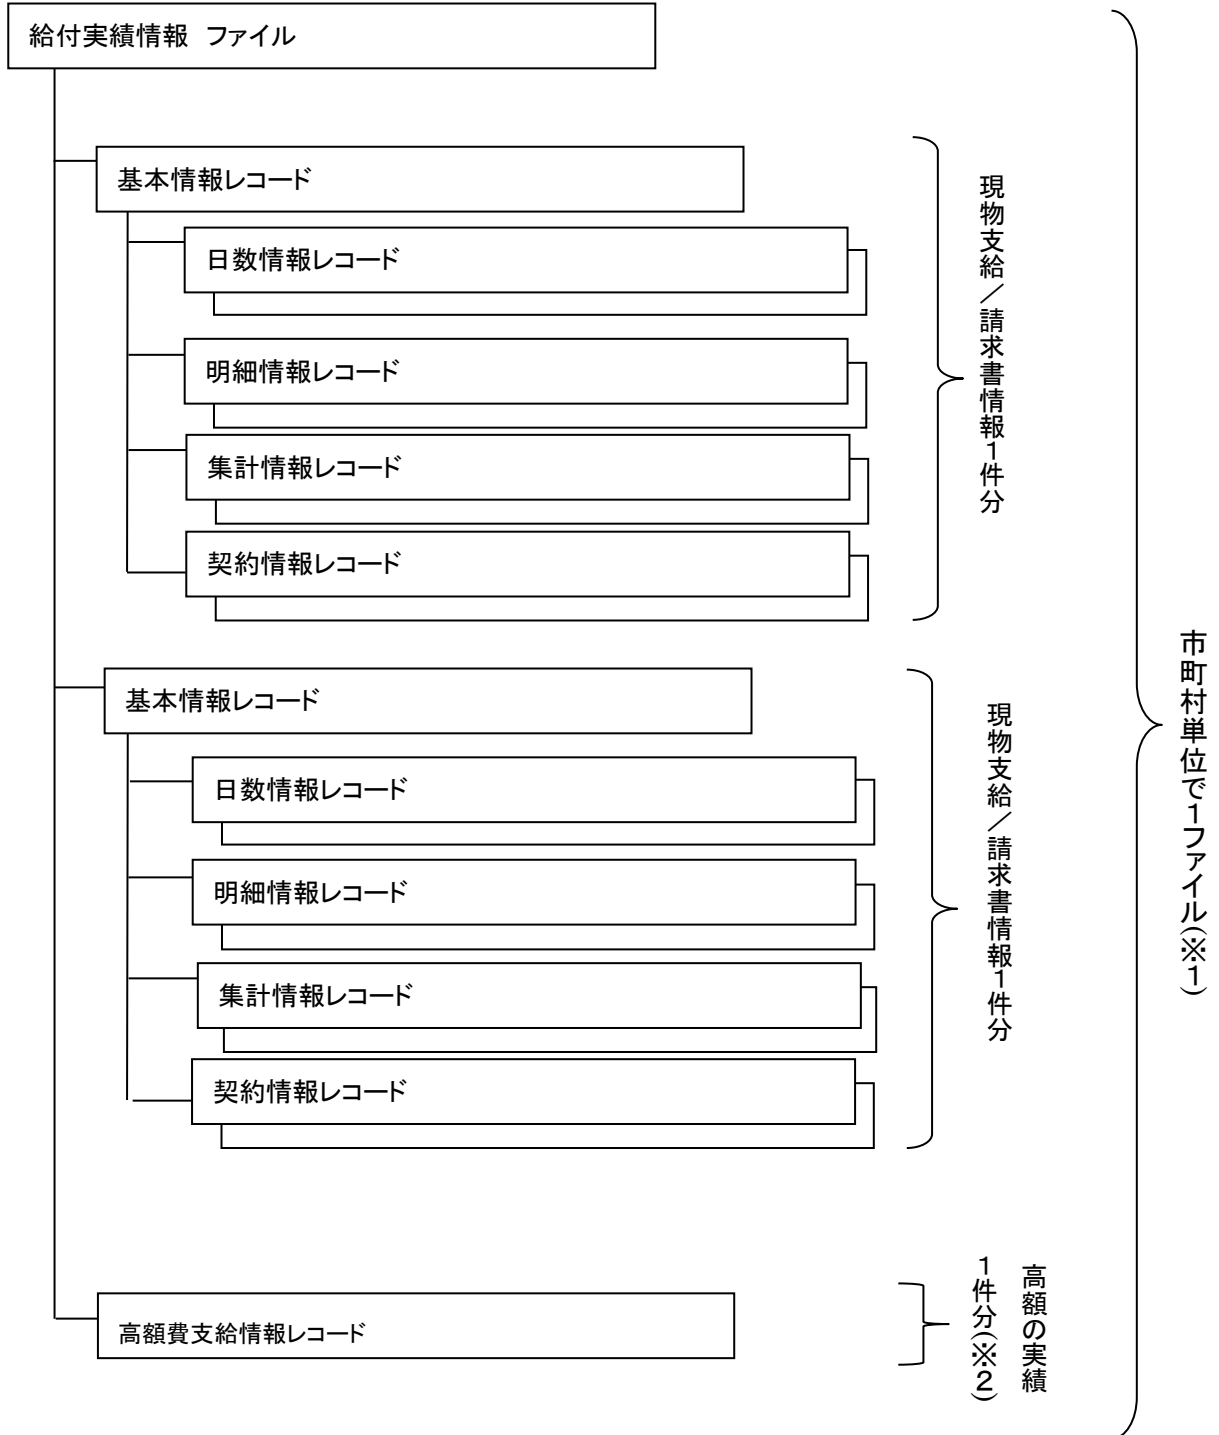 給付実績情報　ファイル
基本情報レコード
日数情報レコード
明細情報レコード
集計情報レコード
契約情報レコード
現物支給／請求書情報１件分
基本情報レコード
日数情報レコード
明細情報レコード
集計情報レコード
契約情報レコード
現物支給／請求書情報１件分
高額費支給情報レコード
高額の実績
１件分(※２)
市町村単位で１ファイル(※１)